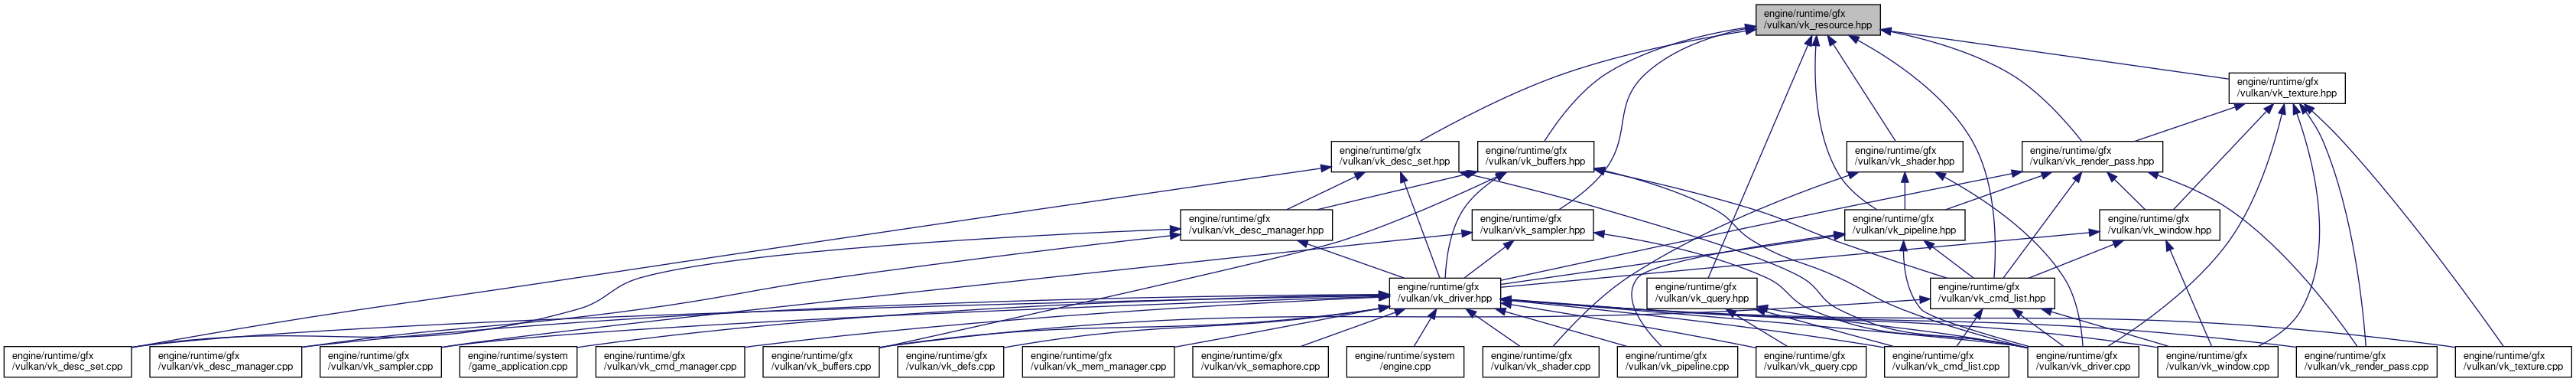 engine/runtime/gfx
/vulkan/vk_resource.hpp
engine/runtime/gfx
/vulkan/vk_texture.hpp
engine/runtime/gfx
/vulkan/vk_desc_set.hpp
engine/runtime/gfx
/vulkan/vk_buffers.hpp
engine/runtime/gfx
/vulkan/vk_shader.hpp
engine/runtime/gfx
/vulkan/vk_render_pass.hpp
engine/runtime/gfx
/vulkan/vk_desc_manager.hpp
engine/runtime/gfx
/vulkan/vk_sampler.hpp
engine/runtime/gfx
/vulkan/vk_pipeline.hpp
engine/runtime/gfx
/vulkan/vk_window.hpp
engine/runtime/gfx
/vulkan/vk_driver.hpp
engine/runtime/gfx
/vulkan/vk_query.hpp
engine/runtime/gfx
/vulkan/vk_cmd_list.hpp
engine/runtime/gfx
/vulkan/vk_desc_set.cpp
engine/runtime/gfx
/vulkan/vk_desc_manager.cpp
engine/runtime/gfx
/vulkan/vk_sampler.cpp
engine/runtime/system
/game_application.cpp
engine/runtime/gfx
/vulkan/vk_cmd_manager.cpp
engine/runtime/gfx
/vulkan/vk_buffers.cpp
engine/runtime/gfx
/vulkan/vk_defs.cpp
engine/runtime/gfx
/vulkan/vk_mem_manager.cpp
engine/runtime/gfx
/vulkan/vk_semaphore.cpp
engine/runtime/system
/engine.cpp
engine/runtime/gfx
/vulkan/vk_shader.cpp
engine/runtime/gfx
/vulkan/vk_pipeline.cpp
engine/runtime/gfx
/vulkan/vk_query.cpp
engine/runtime/gfx
/vulkan/vk_cmd_list.cpp
engine/runtime/gfx
/vulkan/vk_driver.cpp
engine/runtime/gfx
/vulkan/vk_window.cpp
engine/runtime/gfx
/vulkan/vk_render_pass.cpp
engine/runtime/gfx
/vulkan/vk_texture.cpp